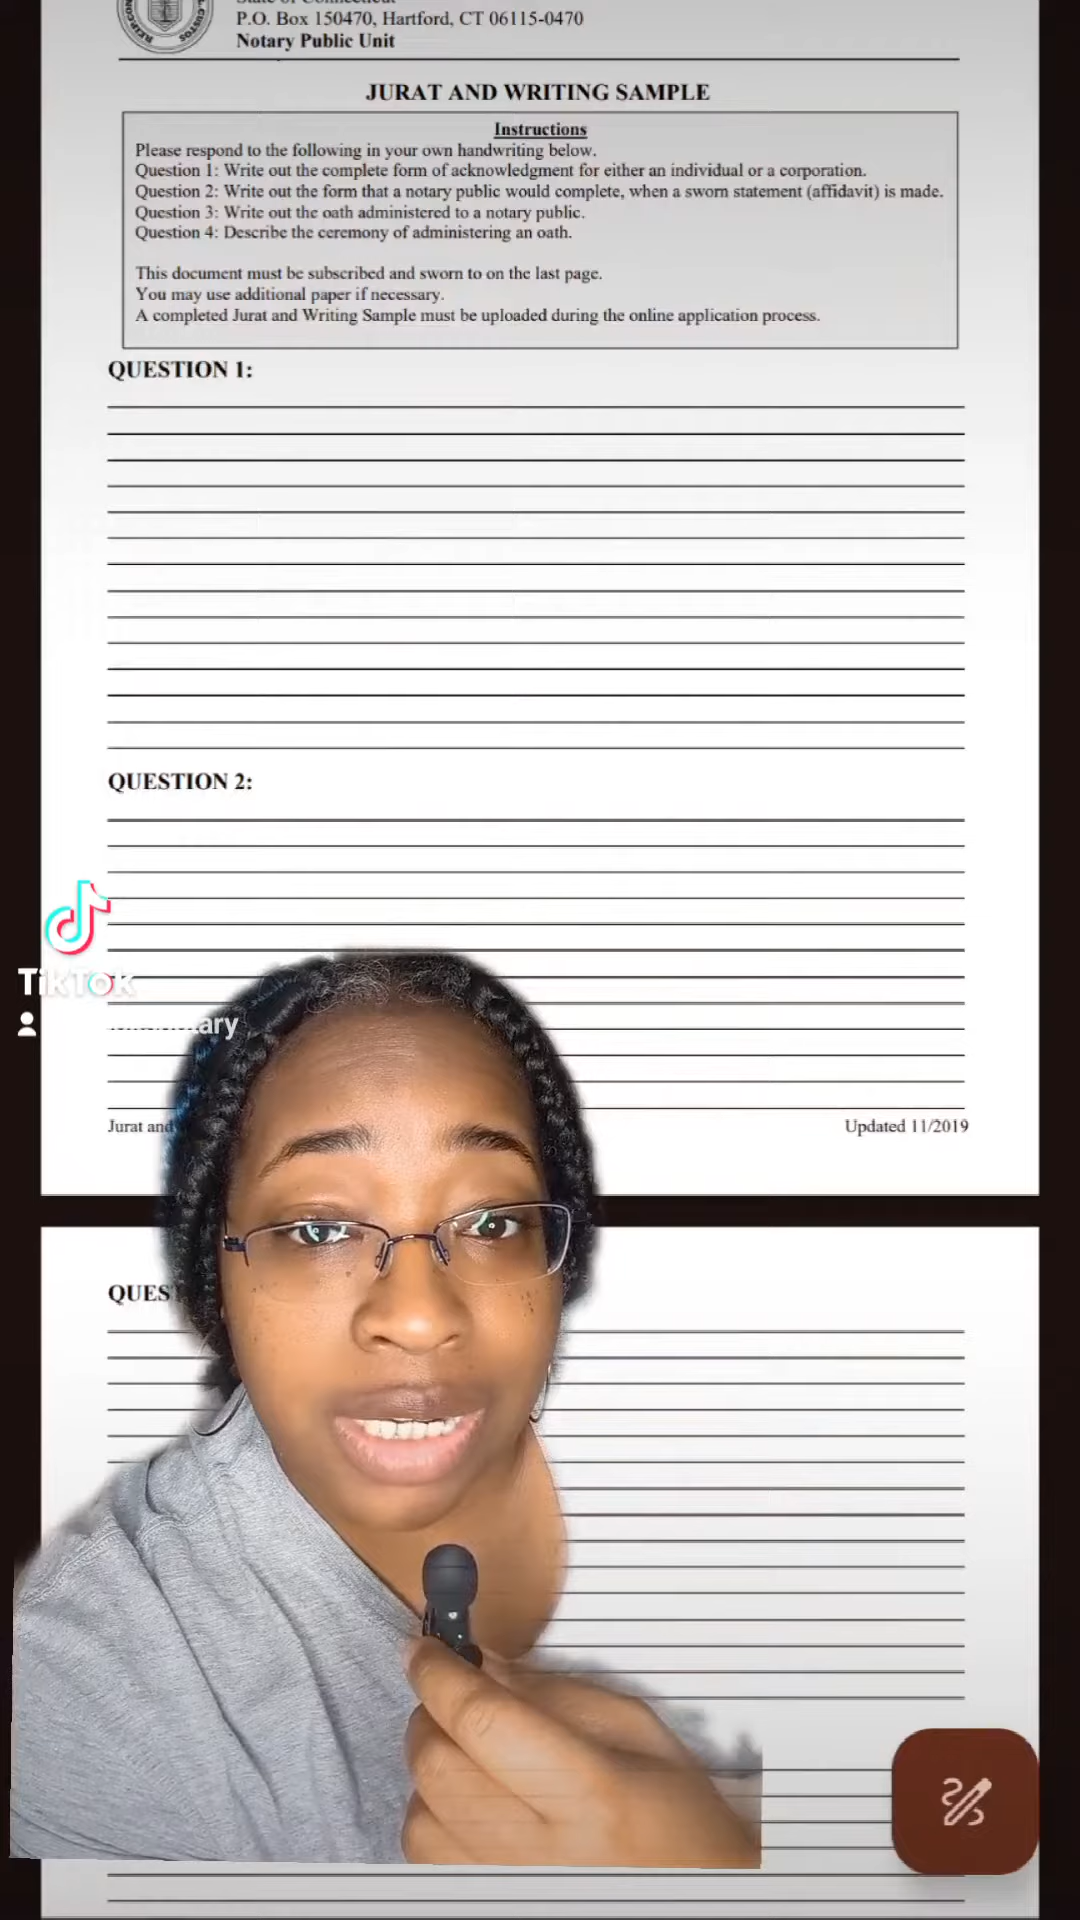 State of Connecticut
P.O. Box 150470, Hartford, CT 06115-0470
Notary Public Unit
JURAT AND WRITING SAMPLE
Instructions
Please respond to the following in your own handwriting below.
Question 1: Write out the complete form of acknowledgment for either an individual or a corporation.
Question 2: Write out the form that a notary public would complete, when a sworn statement (affidavit) is made.
Question 3: Write out the oath administered to a notary public.
Question 4: Describe the ceremony of administering an oath.
This document must be subscribed and sworn to on the last page.
You may use additional paper if necessary.
A completed Jurat and Writing Sample must be uploaded during the online application process.
QUESTION 1:
QUESTION 2:
TikTok
Jurat and
Updated 11/2019
QUES